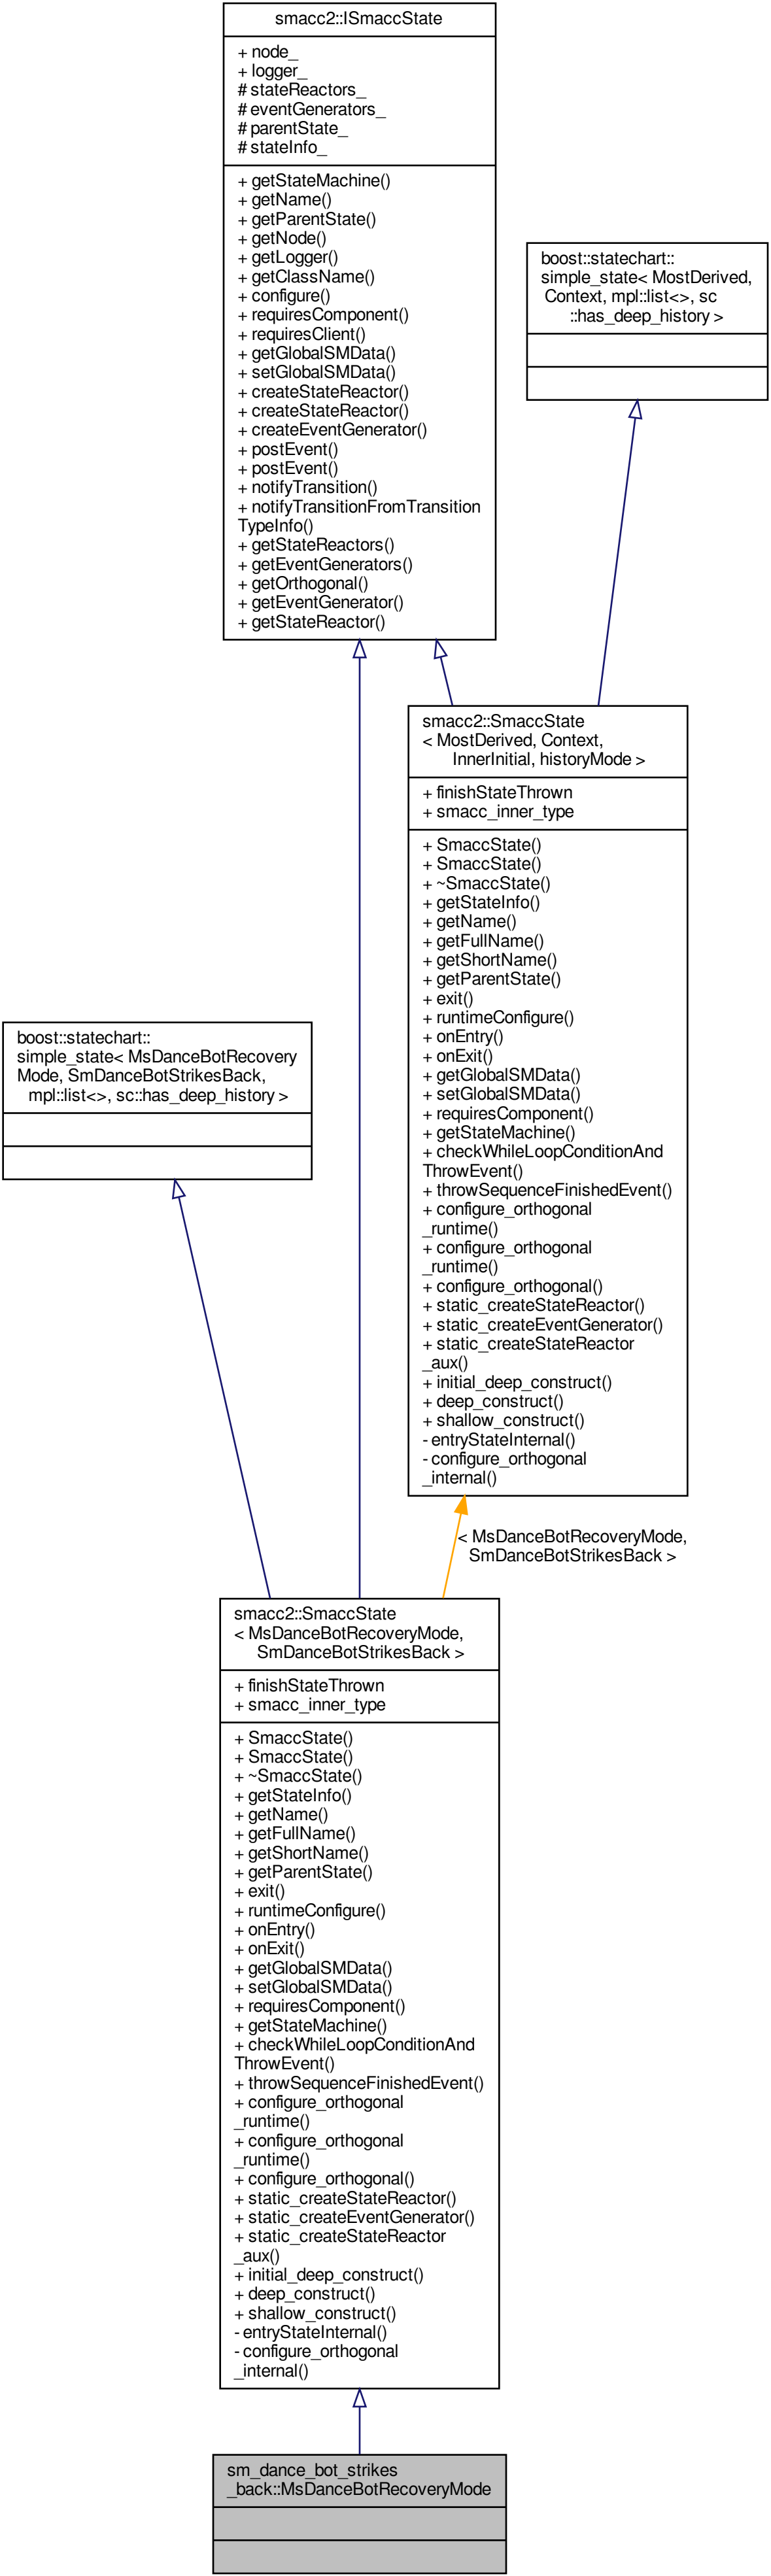 smacc2::ISmaccState
+ node_
+ logger_
# stateReactors_
# eventGenerators_
# parentState_
# stateInfo_
+ getStateMachine()
+ getName()
+ getParentState()
+ getNode()
+ getLogger()
+ getClassName()
+ configure()
+ requiresComponent()
+ requiresClient()
+ getGlobalSMData()
+ setGlobalSMData()
+ createStateReactor()
+ createStateReactor()
+ createEventGenerator()
+ postEvent()
+ postEvent()
+ notifyTransition()
+ notifyTransitionFromTransition
TypeInfo()
+ getStateReactors()
+ getEventGenerators()
+ getOrthogonal()
+ getEventGenerator()
+ getStateReactor()
boost::statechart::
simple_state< MostDerived,
Context, mpl::list<>, sc
::has_deep_history >
smacc2::SmaccState
< MostDerived, Context,
InnerInitial, historyMode >
+ finishStateThrown
+ smacc_inner_type
+ SmaccState()
+ SmaccState()
+ ~SmaccState()
+ getStateInfo()
+ getName()
+ getFullName()
+ getShortName()
+ getParentState()
+ exit()
+ runtimeConfigure()
+ onEntry()
+ onExit()
+ getGlobalSMData()
+ setGlobalSMData()
+ requiresComponent()
+ getStateMachine()
+ checkWhileLoopConditionAnd
ThrowEvent()
+ throwSequenceFinishedEvent()
+ configure_orthogonal
_runtime()
+ configure_orthogonal
_runtime()
+ configure_orthogonal()
+ static_createStateReactor()
+ static_createEventGenerator()
+ static_createStateReactor
_aux()
+ initial_deep_construct()
+ deep_construct()
+ shallow_construct()
- entryStateInternal()
- configure_orthogonal
_internal()
boost::statechart::
simple_state< MsDanceBotRecovery
Mode, SmDanceBotStrikesBack,
mpl::list<>, sc::has_deep_history >
< MsDanceBotRecoveryMode,
SmDanceBotStrikesBack >
smacc2::SmaccState
< MsDanceBotRecoveryMode,
SmDanceBotStrikesBack >
+ finishStateThrown
+ smacc_inner_type
+ SmaccState()
+ SmaccState()
+ ~SmaccState()
+ getStateInfo()
+ getName()
+ getFullName()
+ getShortName()
+ getParentState()
+ exit()
+ runtimeConfigure()
+ onEntry()
+ onExit()
+ getGlobalSMData()
+ setGlobalSMData()
+ requiresComponent()
+ getStateMachine()
+ checkWhileLoopConditionAnd
ThrowEvent()
+ throwSequenceFinishedEvent()
+ configure_orthogonal
_runtime()
+ configure_orthogonal
_runtime()
+ configure_orthogonal()
+ static_createStateReactor()
+ static_createEventGenerator()
+ static_createStateReactor
_aux()
+ initial_deep_construct()
+ deep_construct()
+ shallow_construct()
- entryStateInternal()
- configure_orthogonal
_internal()
sm_dance_bot_strikes
_back::MsDanceBotRecoveryMode